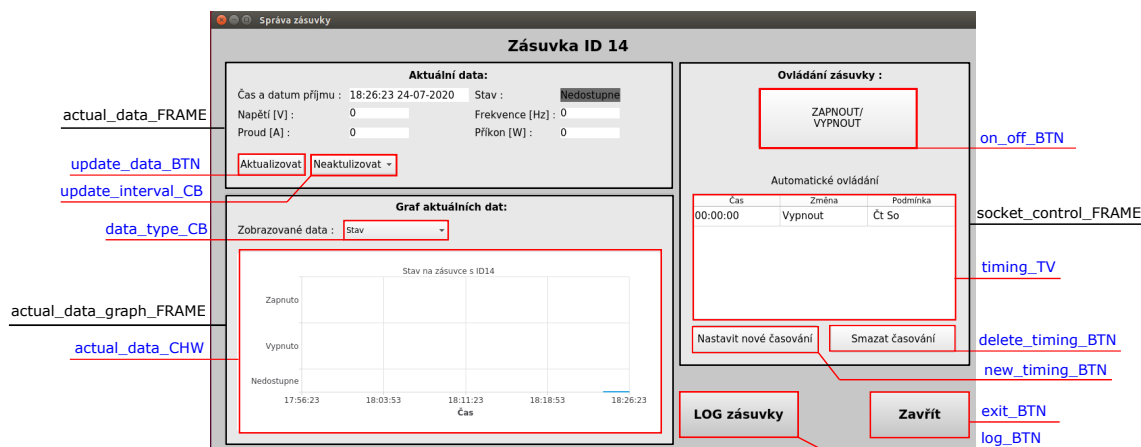 Správa zásuvky
Zásuvka ID 14
Aktuální data:
Čas a datum příjmu : 18:26:23 24-07-2020 Stav : Nedostupne
Napětí [V] : 0 Frekvence [Hz] : 0
Proud [A] : 0 Příkon [W] : 0
Aktualizovat Neaktulizovat
Graf aktuálních dat:
Zobrazované data : Stav
Stav na zásuvce s ID14
Zapnuto
Vypnuto
Nedostupne
17:56:23 18:03:53 18:11:23 18:18:53 18:26:23
Čas
Ovládání zásuvky :
ZAPNOUT/
VYPNOUT
Automatické ovládání
Čas Změna Podmínka
00:00:00 Vypnout Čt So
Nastavit nové časování Smazat časování
LOG zásuvky Zavřít
actual_data_FRAME
update_data_BTN
update_interval_CB
data_type_CB
actual_data_graph_FRAME
actual_data_CHW
on_off_BTN
socket_control_FRAME
timing_TV
delete_timing_BTN
new_timing_BTN
exit_BTN
log_BTN